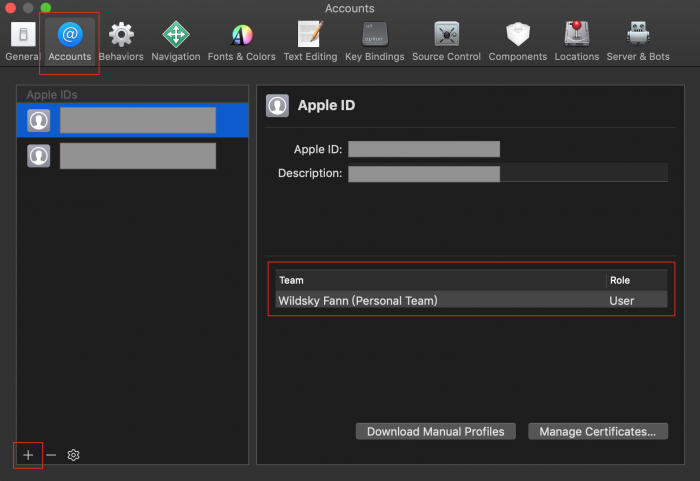 Accounts
General Accounts Behaviors Navigation Fonts & Colors Text Editing Key Bindings Source Control Components Locations Server & Bots
Apple IDs
Apple ID
Apple ID:
Description:
Team Role
Wildsky Fann (Personal Team) User
Download Manual Profiles Manage Certificates...